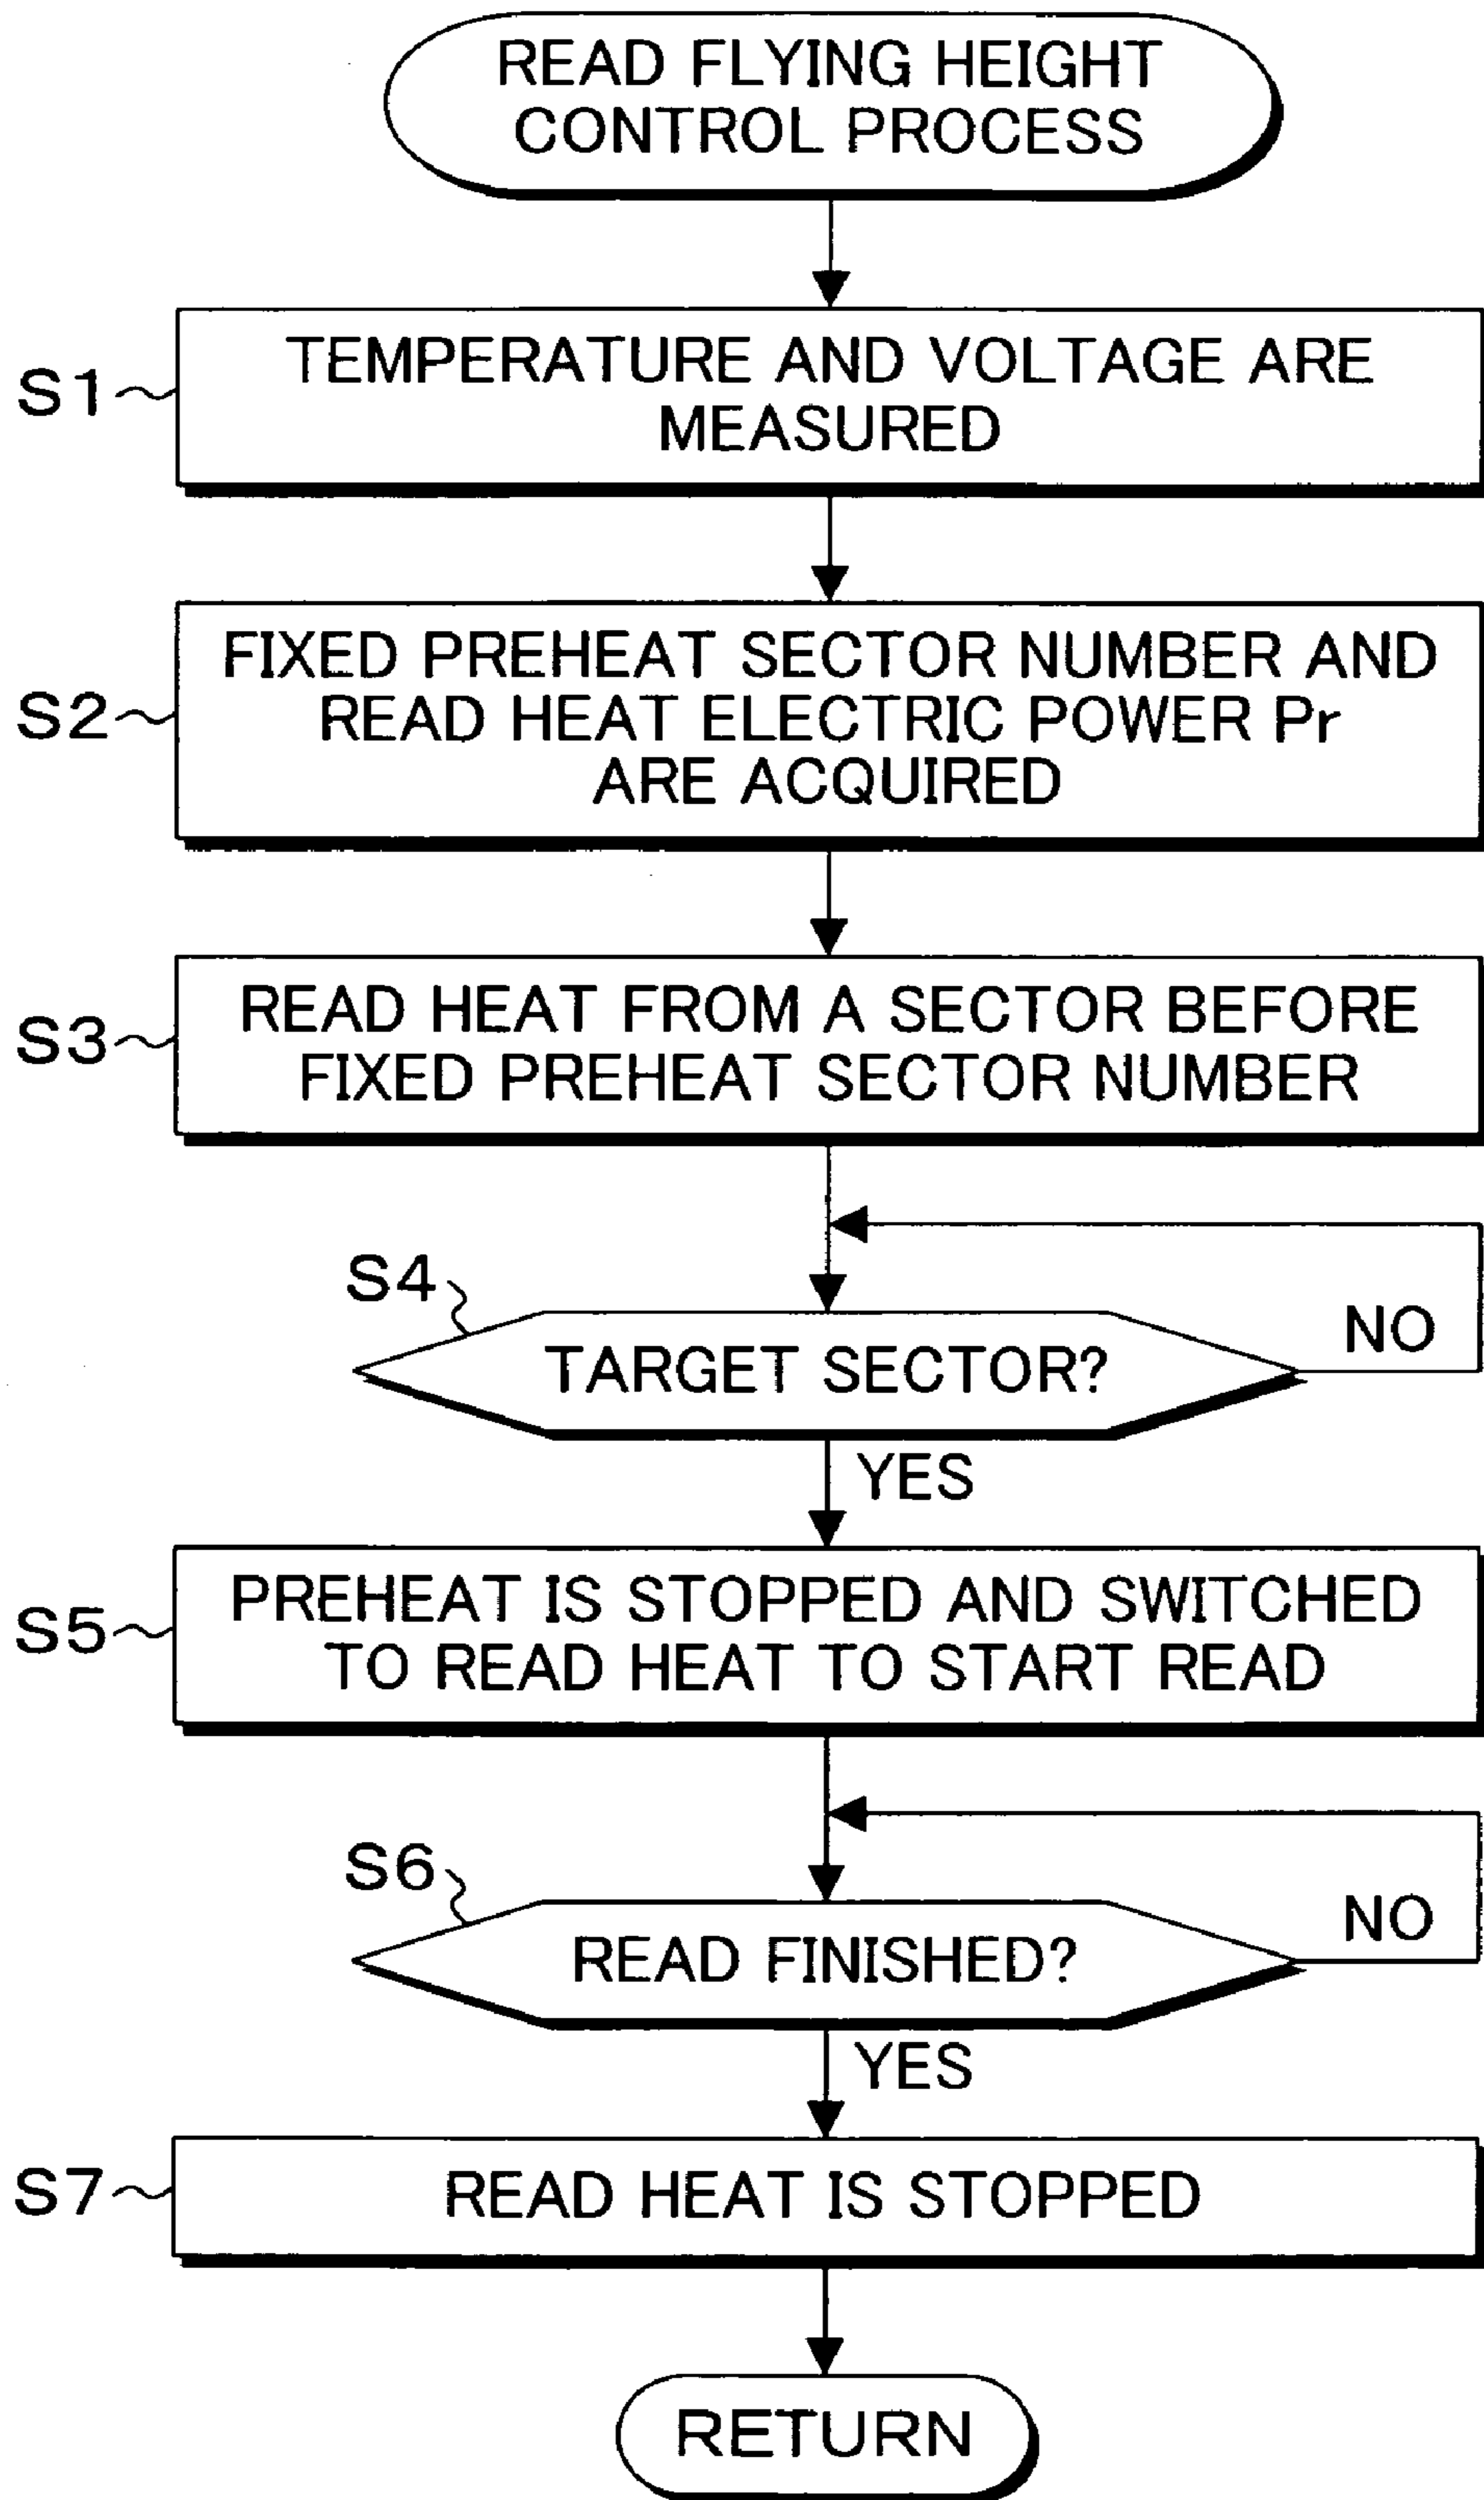 READ FLYING HEIGHT
CONTROL PROCESS
S1
TEMPERATURE AND VOLTAGE ARE
MEASURED
S2
FIXED PREHEAT SECTOR NUMBER AND
READ HEAT ELECTRIC POWER Pr
ARE ACQUIRED
S3
READ HEAT FROM A SECTOR BEFORE
FIXED PREHEAT SECTOR NUMBER
S4
TARGET SECTOR?
NO
YES
S5
PREHEAT IS STOPPED AND SWITCHED
TO READ HEAT TO START READ
S6
READ FINISHED?
NO
YES
S7
READ HEAT IS STOPPED
RETURN